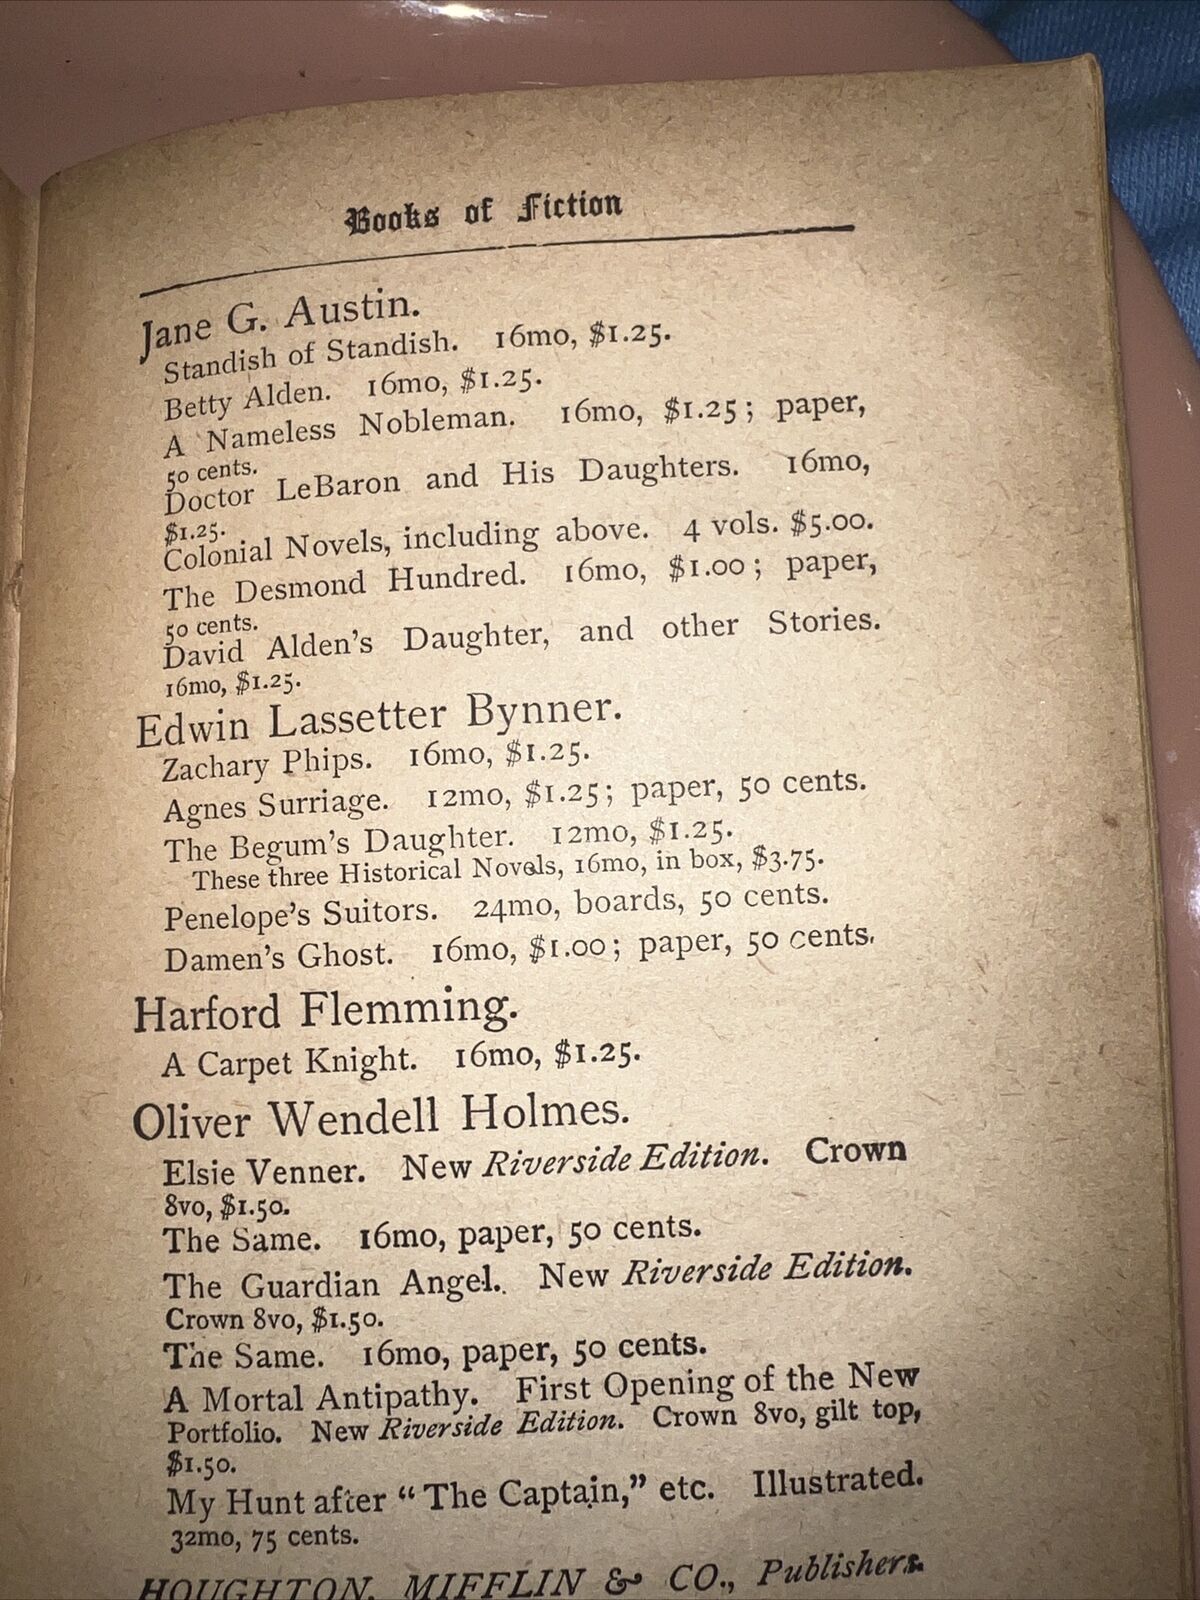 Books of Fiction
Jane G. Austin.
Standish of Standish. 16mo, $1.25.
Betty Alden. 16mo, $1.25.
A Nameless Nobleman. 16mo, $1.25; paper,
50 cents.
Doctor LeBaron and His Daughters. 16mo,
$1.25.
Colonial Novels, including above. 4 vols. $5.00.
The Desmond Hundred. 16mo, $1.00; paper,
50 cents.
David Alden's Daughter, and other Stories.
16mo, $1.25.
Edwin Lassetter Bynner.
Zachary Phips. 16mo, $1.25.
Agnes Surriage. 12mo, $1.25; paper, 50 cents.
The Begum's Daughter. 12mo, $1.25.
These three Historical Novels, 16mo, in box, $3.75.
Penelope's Suitors. 24mo, boards, 50 cents.
Damen's Ghost. 16mo, $1.00; paper, 50 cents.
Harford Flemming.
A Carpet Knight. 16mo, $1.25.
Oliver Wendell Holmes.
Elsie Venner. New Riverside Edition. Crown
8vo, $1.50.
The Same. 16mo, paper, 50 cents.
The Guardian Angel. New Riverside Edition.
Crown 8vo, $1.50.
The Same. 16mo, paper, 50 cents.
A Mortal Antipathy. First Opening of the New
Portfolio. New Riverside Edition. Crown 8vo, gilt top,
$1.50.
My Hunt after "The Captain," etc. Illustrated.
32mo, 75 cents.
HOUGHTON, MIFFLIN & CO., Publishers.